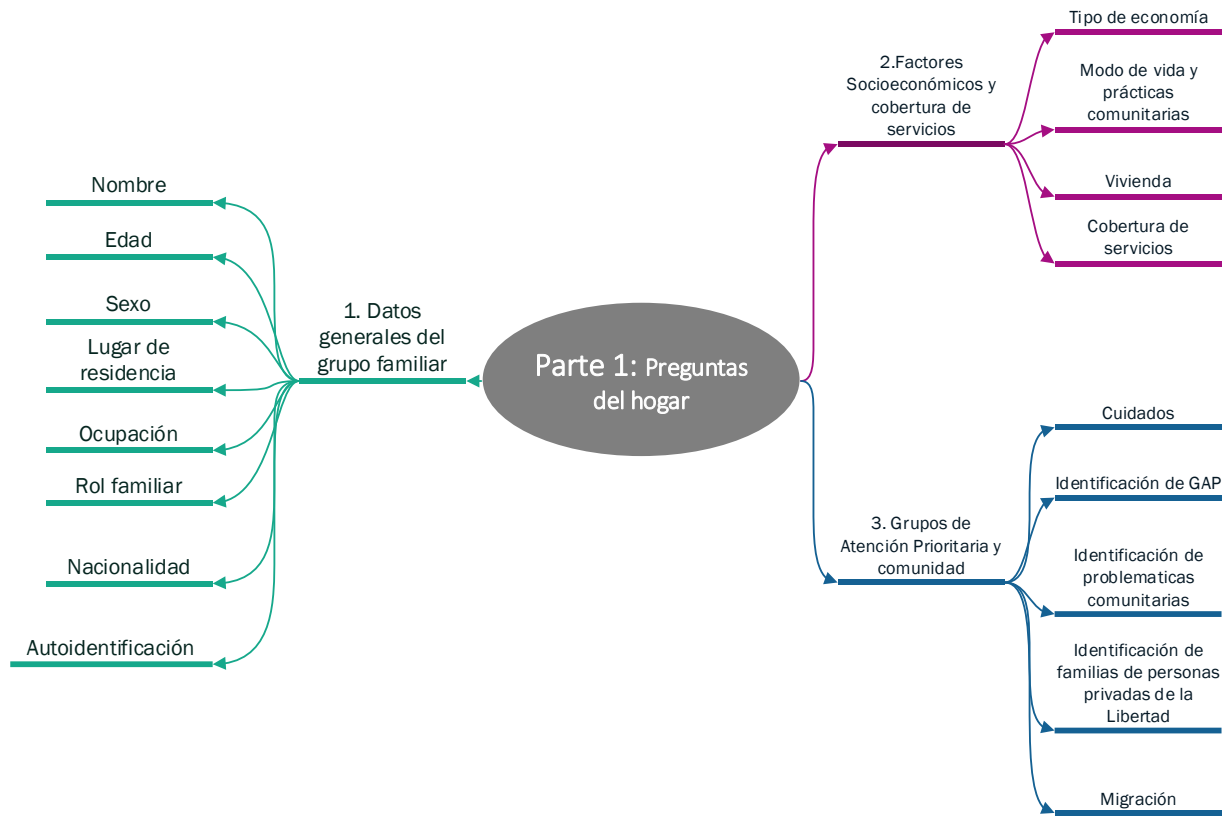 Parte 1: Preguntas
del hogar
1. Datos
generales del
grupo familiar
Nombre
Edad
Sexo
Lugar de
residencia
Ocupación
Rol familiar
Nacionalidad
Autoidentificación
2.Factores
Socioeconómicos y
cobertura de
servicios
Tipo de economía
Modo de vida y
prácticas
comunitarias
Vivienda
Cobertura de
servicios
3. Grupos de
Atención Prioritaria y
comunidad
Cuidados
Identificación de GAP
Identificación de
problematicas
comunitarias
Identificación de
familias de personas
privadas de la
Libertad
Migración